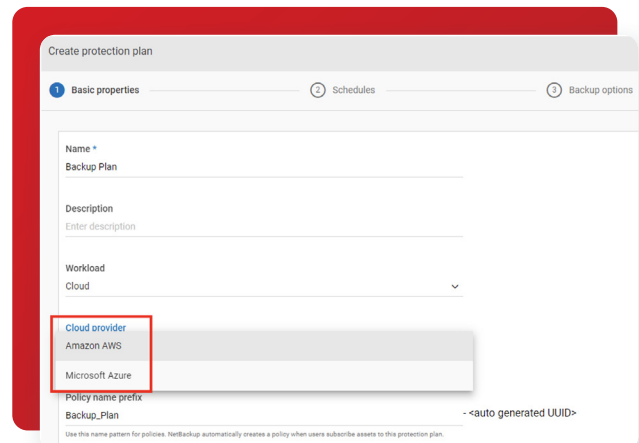 Create protection plan
1 Basic properties 2 Schedules 3 Backup options
Name *
Backup Plan
Description
Enter description
Workload
Cloud
Cloud provider
Amazon AWS
Microsoft Azure
Policy name prefix
Backup_Plan - <auto generated UUID>
Use this name pattern for policies. NetBackup automatically creates a policy when users subscribe assets to this protection plan.